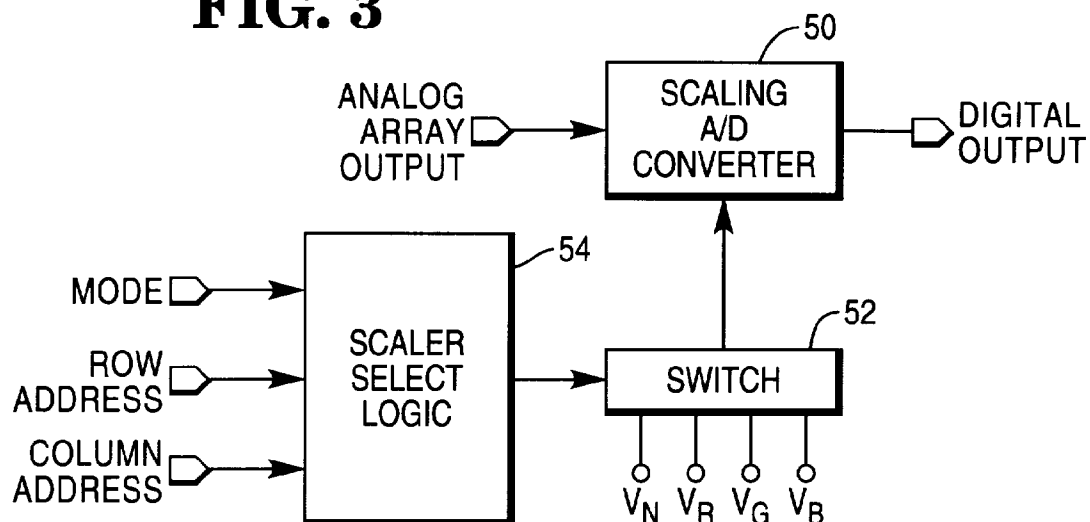 FIG. 3
50
ANALOG
ARRAY
OUTPUT
SCALING
A/D
CONVERTER
DIGITAL
OUTPUT
54
MODE
ROW
ADDRESS
COLUMN
ADDRESS
SCALER
SELECT
LOGIC
52
SWITCH
VN VR VG VB